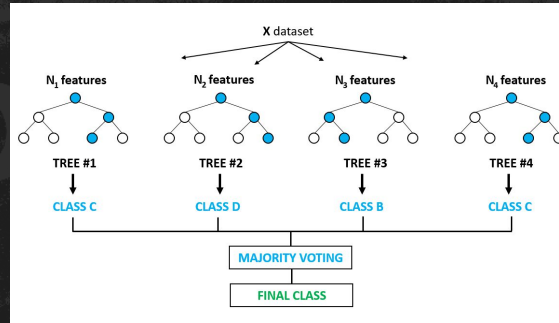 X dataset
N₁ features N₂ features N₃ features N₄ features
TREE #1 TREE #2 TREE #3 TREE #4
CLASS C CLASS D CLASS B CLASS C
MAJORITY VOTING
FINAL CLASS